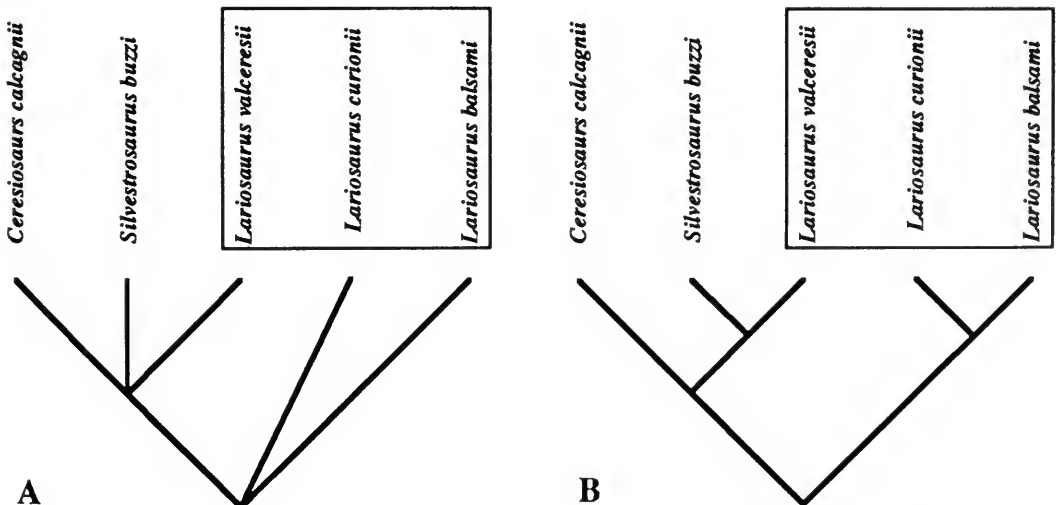 Ceresiosaurs calcagnii
Silvestrosaurus buzzi
Lariosaurus valceresii
Lariosaurus curionii
Lariosaurus balsami
A
Ceresiosaurs calcagnii
Silvestrosaurus buzzi
Lariosaurus valceresii
Lariosaurus curionii
Lariosaurus balsami
B